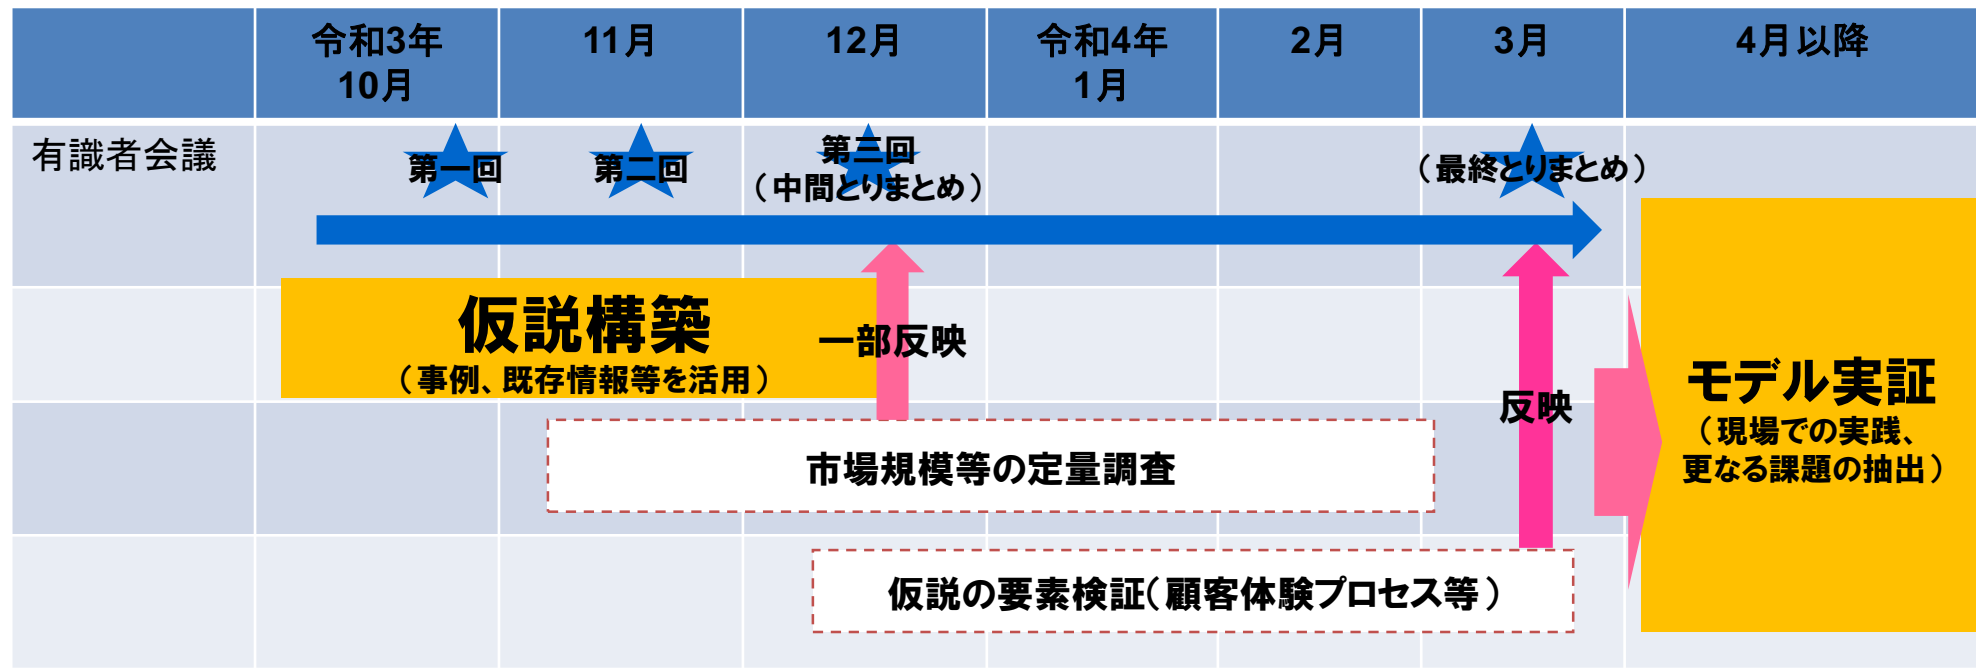 令和3年
10月
11月
12月
令和4年
1月
2月
3月
4月以降
有識者会議
第一回
第二回
第三回
（中間とりまとめ）
（最終とりまとめ）
仮説構築
（事例、既存情報等を活用）
一部反映
反映
モデル実証
（現場での実践、
更なる課題の抽出）
市場規模等の定量調査
仮説の要素検証（顧客体験プロセス等）